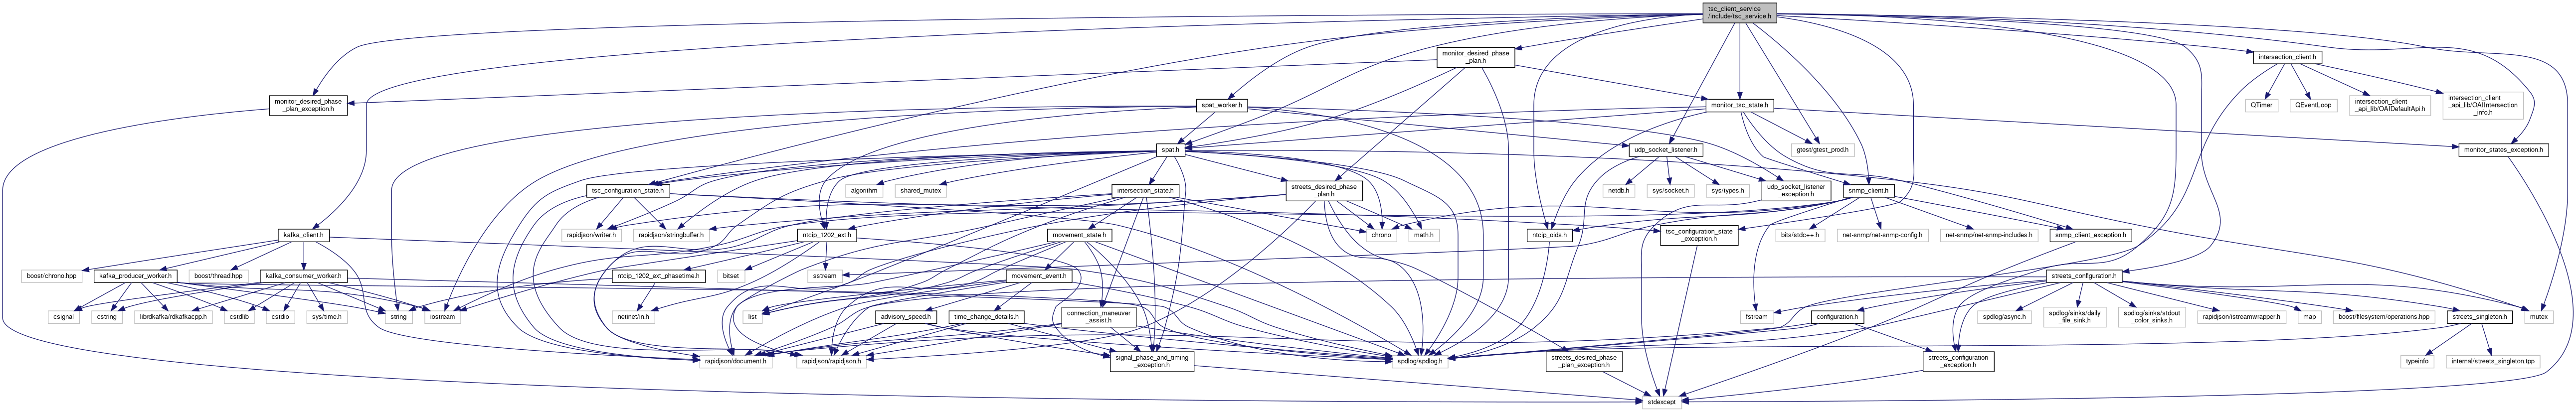 tsc_client_service
/include/tsc_service.h
monitor_desired_phase
_plan.h
intersection_client.h
monitor_desired_phase
_plan_exception.h
spat_worker.h
monitor_tsc_state.h
QTimer
QEventLoop
intersection_client
_api_lib/OAIDefaultApi.h
intersection_client
_api_lib/OAIIntersection
_info.h
spat.h
udp_socket_listener.h
gtest/gtest_prod.h
monitor_states_exception.h
tsc_configuration_state.h
algorithm
shared_mutex
intersection_state.h
streets_desired_phase
_plan.h
netdb.h
sys/socket.h
sys/types.h
udp_socket_listener
_exception.h
snmp_client.h
kafka_client.h
rapidjson/writer.h
rapidjson/stringbuffer.h
ntcip_1202_ext.h
movement_state.h
chrono
math.h
ntcip_oids.h
tsc_configuration_state
_exception.h
bits/stdc++.h
net-snmp/net-snmp-config.h
net-snmp/net-snmp-includes.h
snmp_client_exception.h
boost/chrono.hpp
kafka_producer_worker.h
boost/thread.hpp
kafka_consumer_worker.h
ntcip_1202_ext_phasetime.h
bitset
sstream
movement_event.h
streets_configuration.h
csignal
cstring
librdkafka/rdkafkacpp.h
cstdlib
cstdio
sys/time.h
string
iostream
netinet/in.h
list
advisory_speed.h
time_change_details.h
connection_maneuver
_assist.h
fstream
configuration.h
spdlog/async.h
spdlog/sinks/daily
_file_sink.h
spdlog/sinks/stdout
_color_sinks.h
rapidjson/istreamwrapper.h
map
boost/filesystem/operations.hpp
streets_singleton.h
mutex
rapidjson/document.h
rapidjson/rapidjson.h
signal_phase_and_timing
_exception.h
spdlog/spdlog.h
streets_desired_phase
_plan_exception.h
streets_configuration
_exception.h
typeinfo
internal/streets_singleton.tpp
stdexcept